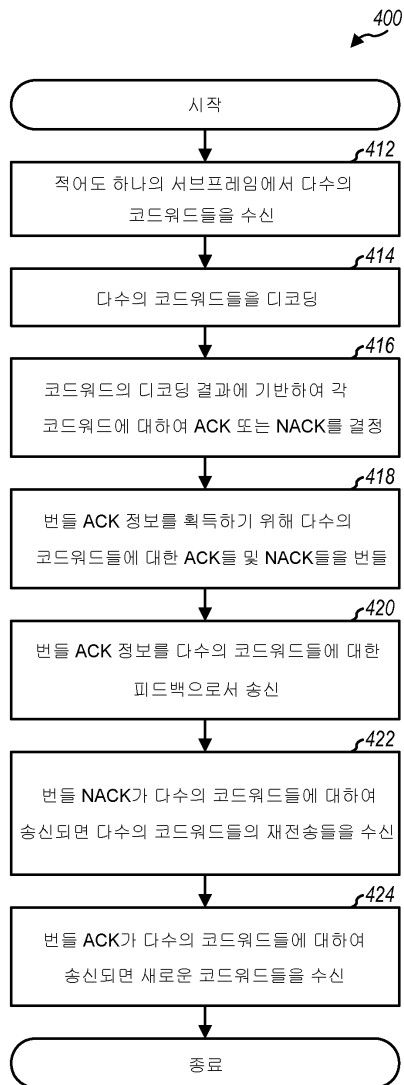 400
시작
412
적어도 하나의 서브프레임에서 다수의
코드워드들을 수신
414
다수의 코드워드들을 디코딩
416
코드워드의 디코딩 결과에 기반하여 각
코드워드에 대하여 ACK 또는 NACK를 결정
418
번들 ACK 정보를 획득하기 위해 다수의
코드워드들에 대한 ACK들 및 NACK들을 번들
420
번들 ACK 정보를 다수의 코드워드들에 대한
피드백으로서 송신
422
번들 NACK가 다수의 코드워드들에 대하여
송신되면 다수의 코드워드들의 재전송들을 수신
424
번들 ACK가 다수의 코드워드들에 대하여
송신되면 새로운 코드워드들을 수신
종료